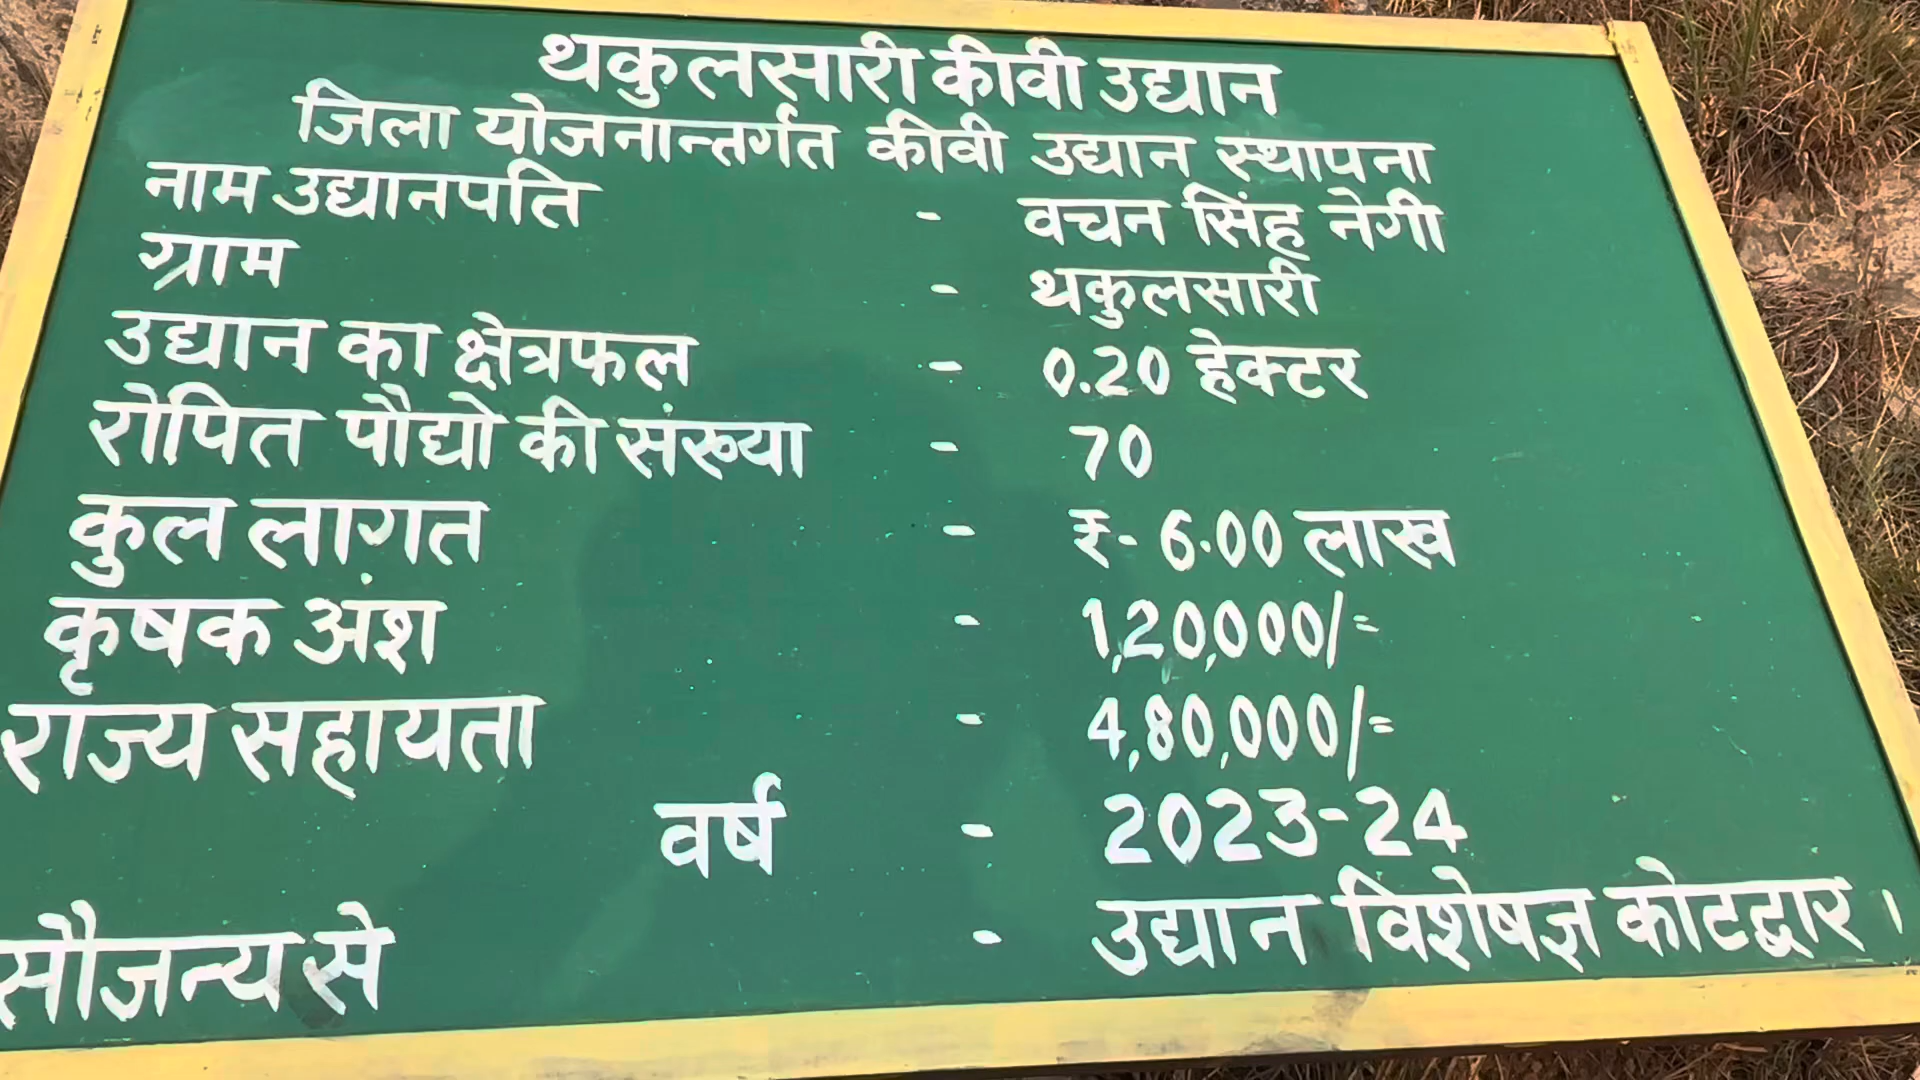 थकुलसारी कीवी उद्यान
जिला योजनान्तर्गत कीवी उद्यान स्थापना
नाम उद्यानपति - वचन सिंह नेगी
ग्राम - थकुलसारी
उद्यान का क्षेत्रफल - 0.20 हेक्टर
रोपित पौद्यो की संख्या - 70
कुल लागत - ₹- 6.00 लाख
कृषक अंश - 1,20,000/=
राज्य सहायता - 4,80,000/=
वर्ष - 2023-24
सौजन्य से - उद्यान विशेषज्ञ कोटद्वार ।